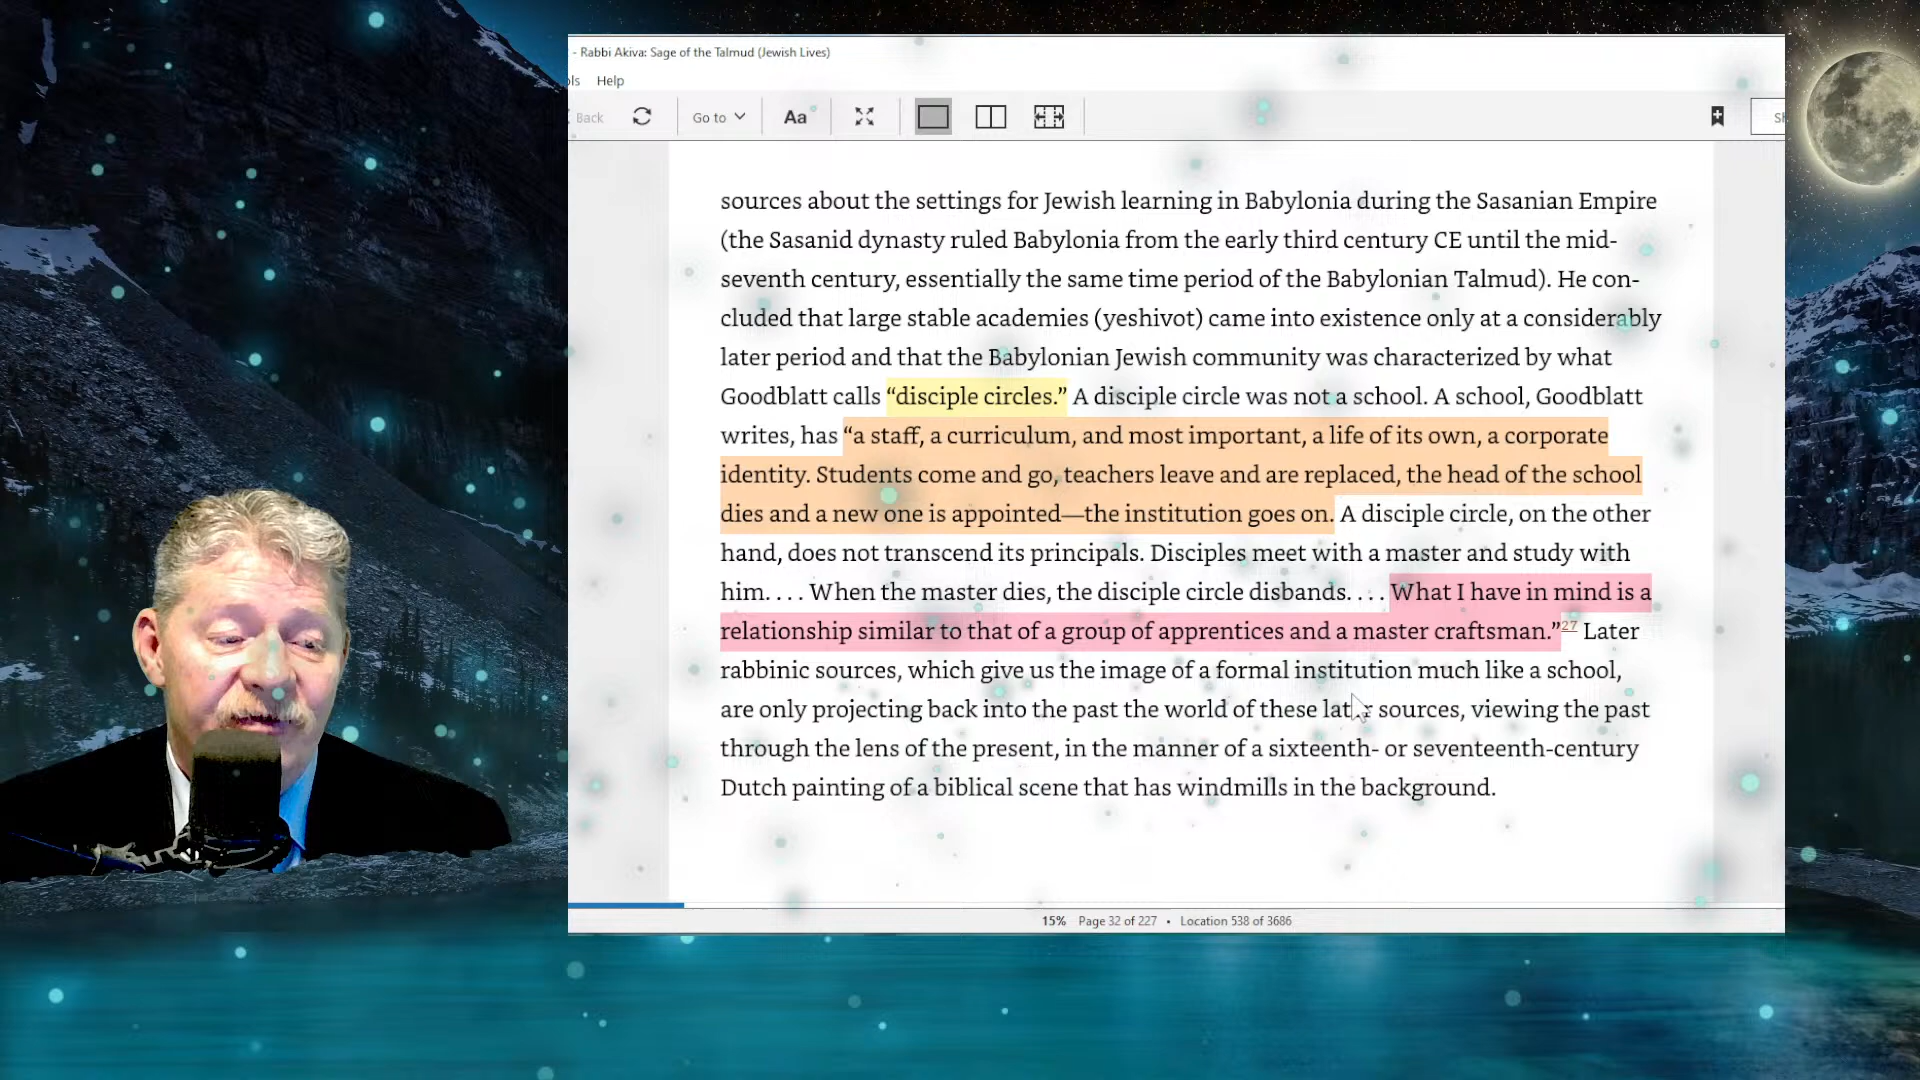 - Rabbi Akiva: Sage of the Talmud (Jewish Lives)
ols Help
Back Go to Aa
sources about the settings for Jewish learning in Babylonia during the Sasanian Empire
(the Sasanid dynasty ruled Babylonia from the early third century CE until the mid-
seventh century, essentially the same time period of the Babylonian Talmud). He con-
cluded that large stable academies (yeshivot) came into existence only at a considerably
later period and that the Babylonian Jewish community was characterized by what
Goodblatt calls “disciple circles.” A disciple circle was not a school. A school, Goodblatt
writes, has “a staff, a curriculum, and most important, a life of its own, a corporate
identity. Students come and go, teachers leave and are replaced, the head of the school
dies and a new one is appointed—the institution goes on. A disciple circle, on the other
hand, does not transcend its principals. Disciples meet with a master and study with
him. . . . When the master dies, the disciple circle disbands. . . . What I have in mind is a
relationship similar to that of a group of apprentices and a master craftsman.”27 Later
rabbinic sources, which give us the image of a formal institution much like a school,
are only projecting back into the past the world of these later sources, viewing the past
through the lens of the present, in the manner of a sixteenth- or seventeenth-century
Dutch painting of a biblical scene that has windmills in the background.
15% Page 32 of 227 • Location 538 of 3686